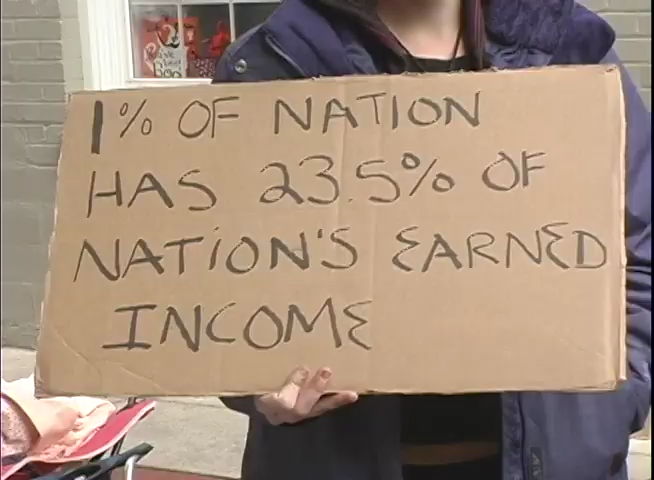 1% OF NATION
HAS 23.5% OF
NATION'S EARNED
INCOME